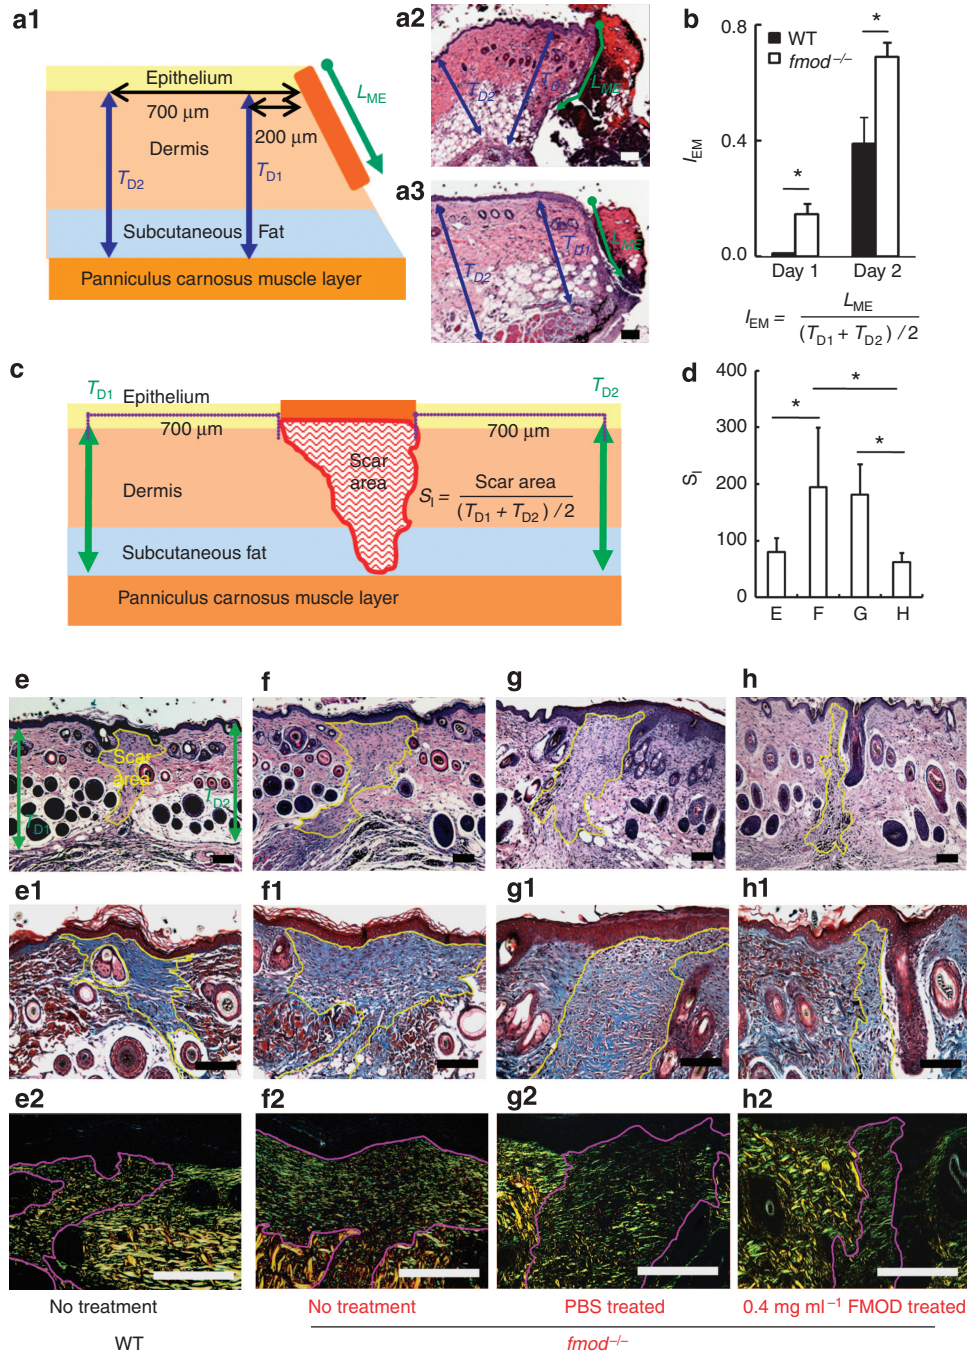 a1
Epithelium
700 μm
200 μm
Dermis
T_D2
T_D1
L_ME
Subcutaneous Fat
Panniculus carnosus muscle layer
a2
T_D2
T_D1
L_ME
a3
T_D2
T_D1
L_ME
b
0.8
0.4
0.0
I_EM
WT
fmod −/−
*
*
Day 1 Day 2
I_EM = L_ME / (T_D1 + T_D2) / 2
c
T_D1
Epithelium
T_D2
700 μm
700 μm
Scar
area
Dermis
S_I = Scar area / (T_D1 + T_D2) / 2
Subcutaneous fat
Panniculus carnosus muscle layer
d
400
300
200
100
0
S_I
*
*
*
E F G H
e
Scar
area
T_D1
T_D2
f
g
h
e1
f1
g1
h1
e2
f2
g2
h2
No treatment
No treatment
PBS treated
0.4 mg ml −1 FMOD treated
WT
fmod−/−